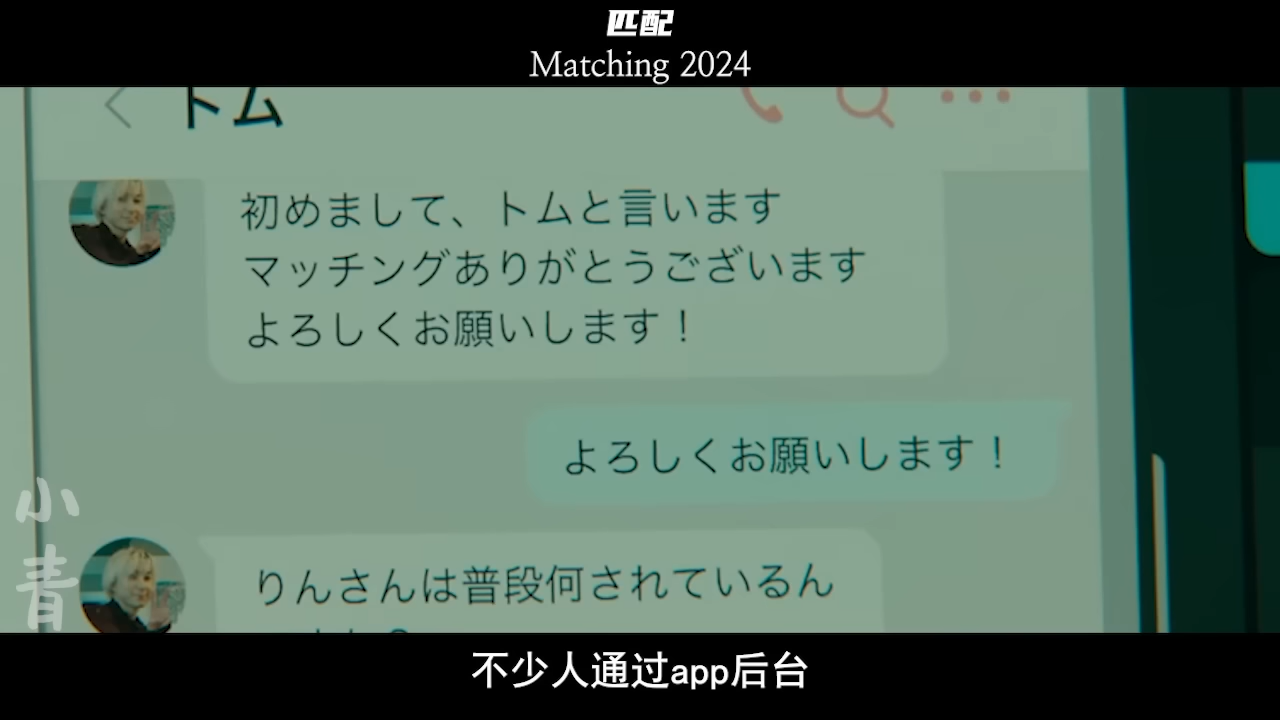 匹配
Matching 2024
トム
初めまして、トムと言います
マッチングありがとうございます
よろしくお願いします！
よろしくお願いします！
りんさんは普段何されているん
小青
不少人通过app后台